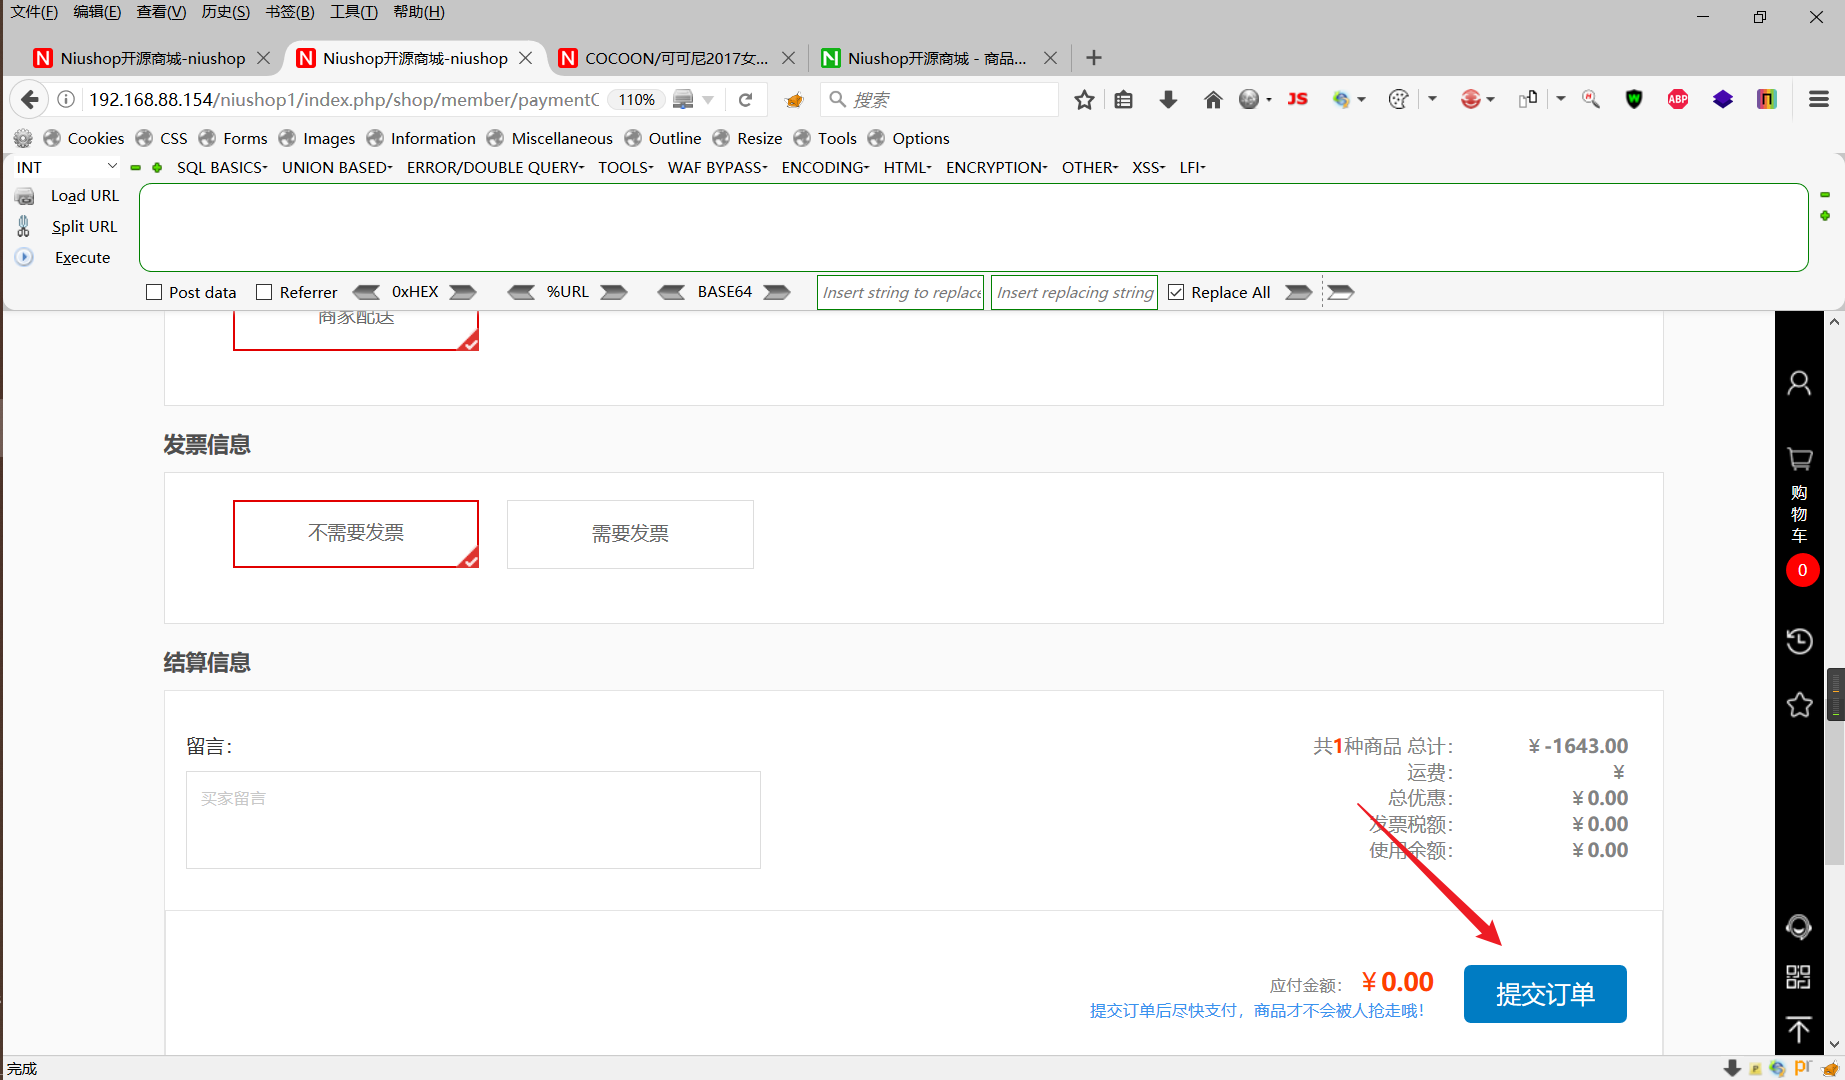 文件(F) 编辑(E) 查看(V) 历史(S) 书签(B) 工具(T) 帮助(H)
Niushop开源商城-niushop Niushop开源商城-niushop COCOON/可可尼2017女... Niushop开源商城 - 商品...
192.168.88.154/niushop1/index.php/shop/member/paymentC 110% 搜索 JS ABP
Cookies CSS Forms Images Information Miscellaneous Outline Resize Tools Options
INT SQL BASICS UNION BASED ERROR/DOUBLE QUERY TOOLS WAF BYPASS ENCODING HTML ENCRYPTION OTHER XSS LFI
Load URL
Split URL
Execute
Post data Referrer 0xHEX %URL BASE64 Insert string to replace Insert replacing string Replace All
商家配送
发票信息
不需要发票 需要发票
购
物
车
0
结算信息
留言：
买家留言
共1种商品 总计： ¥ -1643.00
运费： ¥
总优惠： ¥ 0.00
发票税额： ¥ 0.00
使用余额： ¥ 0.00
应付金额： ¥ 0.00
提交订单
提交订单后尽快支付，商品才不会被人抢走哦！
完成